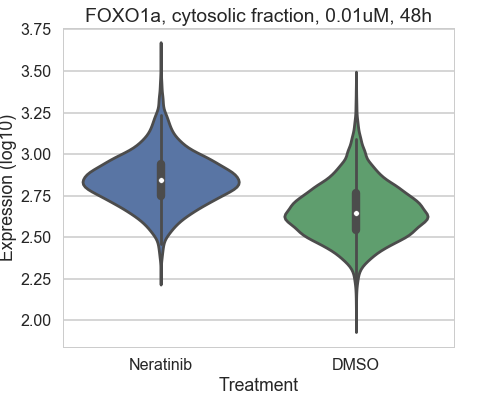 FOXO1a, cytosolic fraction, 0.01uM, 48h
3.75
3.50
3.25
3.00
2.75
2.50
2.25
2.00
Expression (log10)
Neratinib DMSO
Treatment